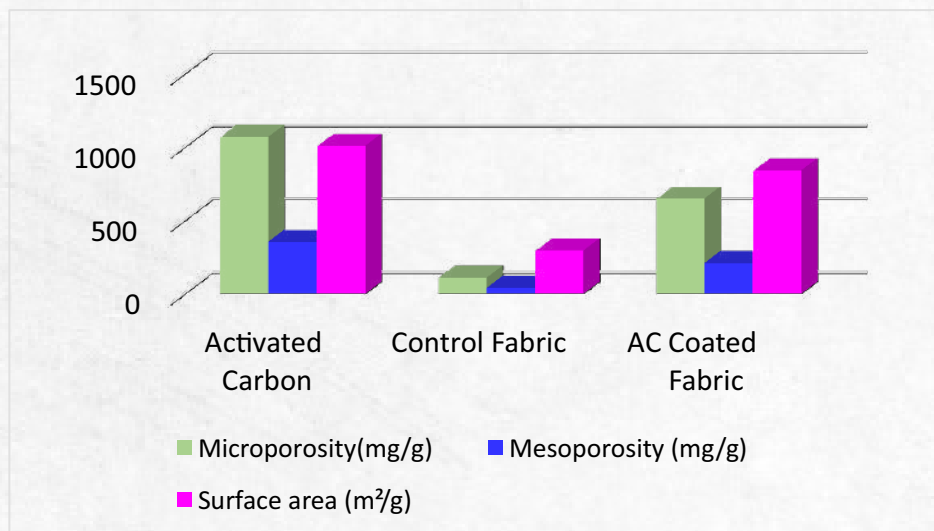 1500
1000
500
0
Activated
Carbon
Control Fabric
AC Coated
Fabric
Microporosity(mg/g)
Mesoporosity (mg/g)
Surface area (m²/g)